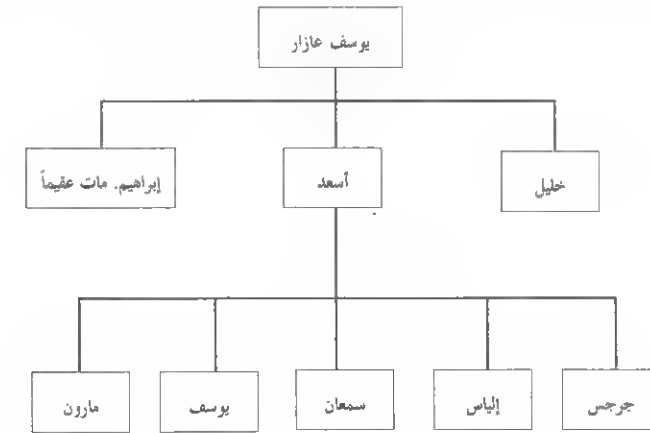 يوسف عازار
خليل
أسعد
إبراهيم. مات عقيماً
جرجس
إلياس
سمعان
يوسف
مارون